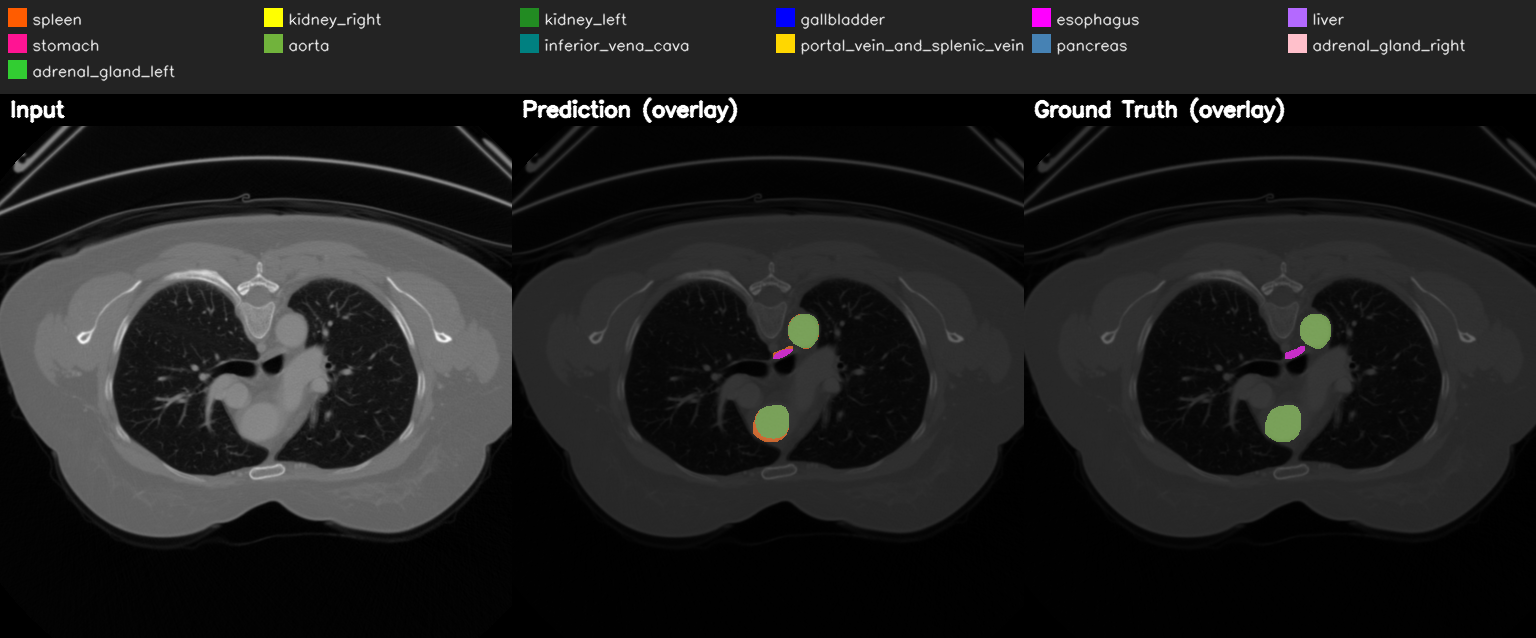 spleen kidney_right kidney_left gallbladder esophagus liver
stomach aorta inferior_vena_cava portal_vein_and_splenic_vein pancreas adrenal_gland_right
adrenal_gland_left
Input Prediction (overlay) Ground Truth (overlay)